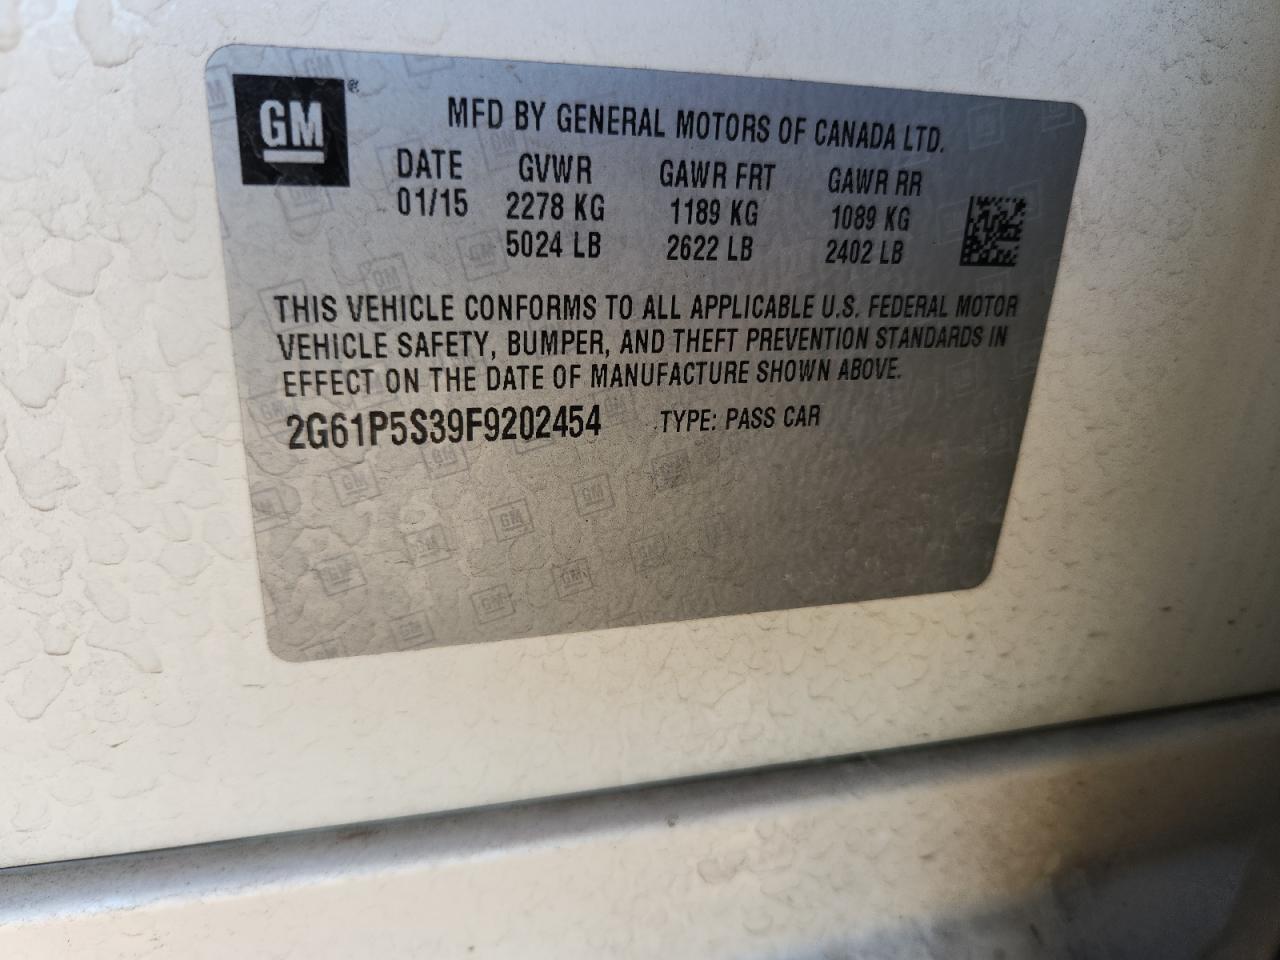 GM®
MFD BY GENERAL MOTORS OF CANADA LTD.
DATE GVWR GAWR FRT GAWR RR
01/15 2278 KG 1189 KG 1089 KG
5024 LB 2622 LB 2402 LB
THIS VEHICLE CONFORMS TO ALL APPLICABLE U.S. FEDERAL MOTOR
VEHICLE SAFETY, BUMPER, AND THEFT PREVENTION STANDARDS IN
EFFECT ON THE DATE OF MANUFACTURE SHOWN ABOVE.
2G61P5S39F9202454 TYPE: PASS CAR